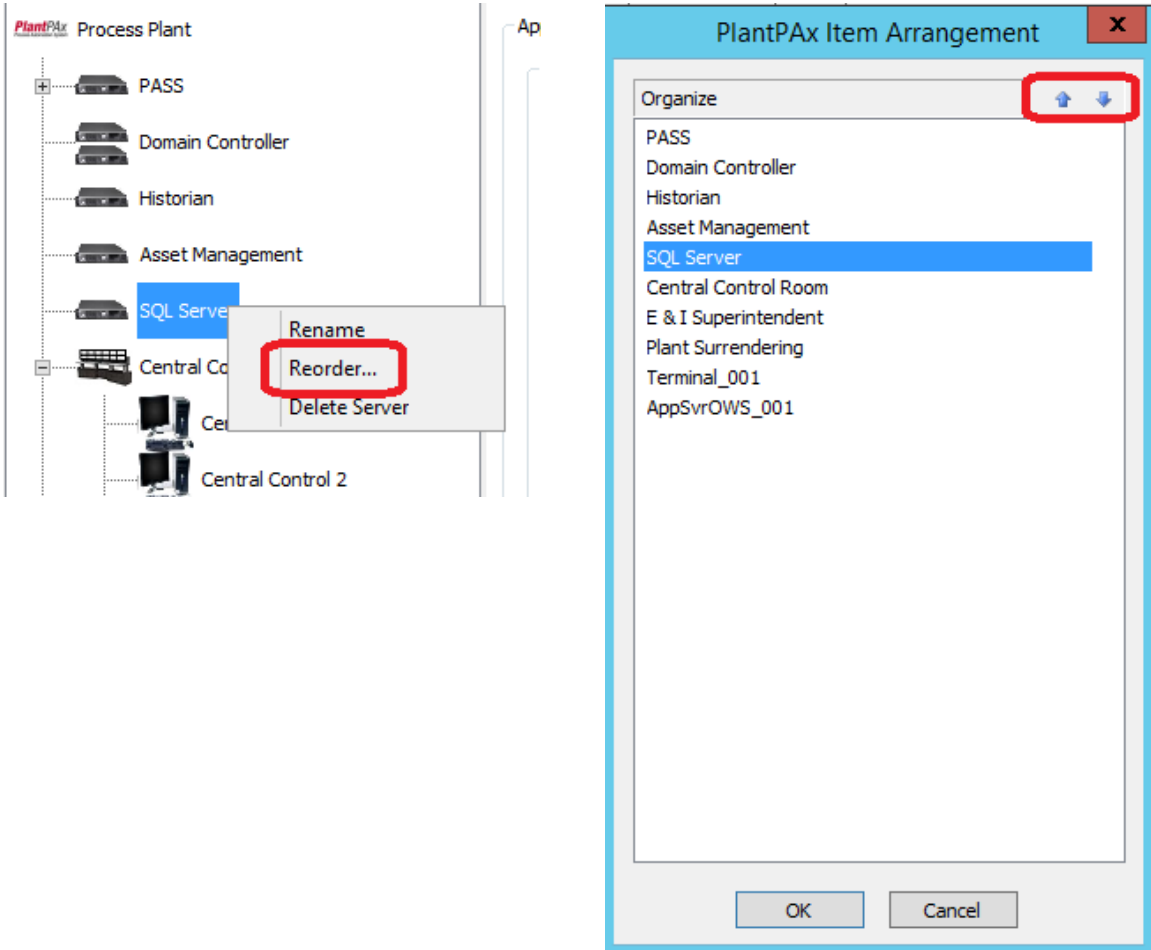 PlantPAx Process Plant
Ap
PASS
Domain Controller
Historian
Asset Management
SQL Serve
Rename
Reorder...
Delete Server
Central Co
Ce
Central Control 2
PlantPAx Item Arrangement
x
Organize
PASS
Domain Controller
Historian
Asset Management
SQL Server
Central Control Room
E & I Superintendent
Plant Surrendering
Terminal_001
AppSvrOWS_001
OK
Cancel